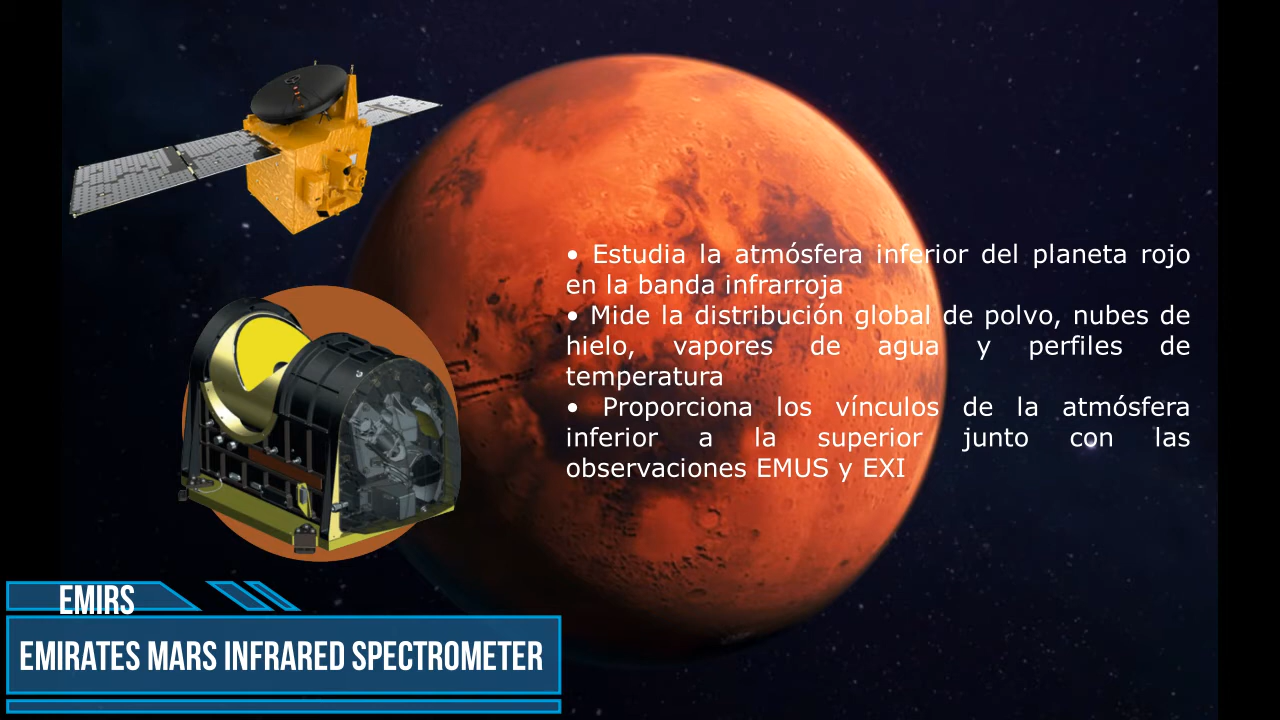 • Estudia la atmósfera inferior del planeta rojo
en la banda infrarroja
• Mide la distribución global de polvo, nubes de
hielo, vapores de agua y perfiles de
temperatura
• Proporciona los vínculos de la atmósfera
inferior a la superior junto con las
observaciones EMUS y EXI
EMIRS
EMIRATES MARS INFRARED SPECTROMETER